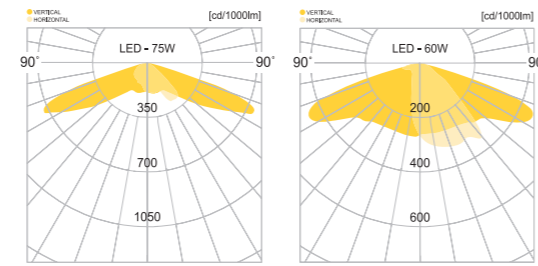 VERTICAL
HORIZONTAL
[cd/1000lm]
LED - 75W
90°
90°
350
700
1050
VERTICAL
HORIZONTAL
[cd/1000lm]
LED - 60W
90°
90
200
400
600